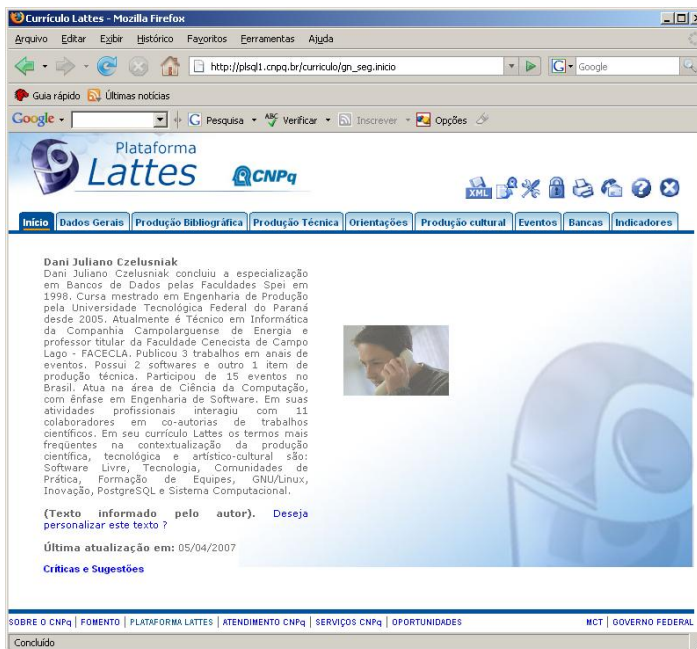 Currículo Lattes - Mozilla Firefox
Arquivo Editar Exibir Histórico Favoritos Ferramentas Ajuda
http://plsql1.cnpq.br/curriculo/gn_seg.inicio
Google
Guia rápido Últimas notícias
Google Pesquisa ABC Verificar Inscrever Opções
Plataforma
Lattes CNPq
XML
Início Dados Gerais Produção Bibliográfica Produção Técnica Orientações Produção cultural Eventos Bancas Indicadores
Dani Juliano Czelusniak
Dani Juliano Czelusniak concluiu a especialização
em Bancos de Dados pelas Faculdades Spei em
1998. Cursa mestrado em Engenharia de Produção
pela Universidade Tecnológica Federal do Paraná
desde 2005. Atualmente é Técnico em Informática
da Companhia Campolarguense de Energia e
professor titular da Faculdade Cenecista de Campo
Lago - FACECLA. Publicou 3 trabalhos em anais de
eventos. Possui 2 softwares e outro 1 item de
produção técnica. Participou de 15 eventos no
Brasil. Atua na área de Ciência da Computação,
com ênfase em Engenharia de Software. Em suas
atividades profissionais interagiu com 11
colaboradores em co-autorias de trabalhos
científicos. Em seu currículo Lattes os termos mais
freqüentes na contextualização da produção
científica, tecnológica e artístico-cultural são:
Software Livre, Tecnologia, Comunidades de
Prática, Formação de Equipes, GNU/Linux,
Inovação, PostgreSQL e Sistema Computacional.
(Texto informado pelo autor). Deseja
personalizar este texto ?
Última atualização em: 05/04/2007
Críticas e Sugestões
SOBRE O CNPq | FOMENTO | PLATAFORMA LATTES | ATENDIMENTO CNPq | SERVIÇOS CNPq | OPORTUNIDADES MCT | GOVERNO FEDERAL
Concluído